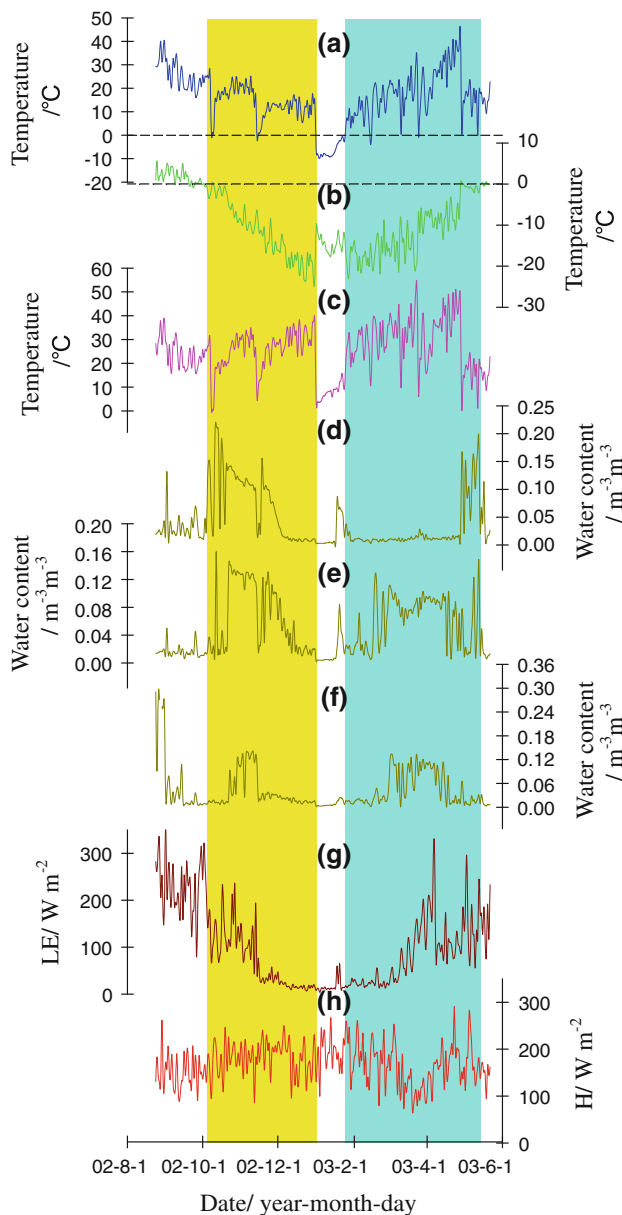 50
40
30
20
10
0
-10
-20
Temperature
/°C
(a)
10
0
-10
-20
-30
Temperature
/°C
(b)
60
50
40
30
20
10
0
Temperature
/°C
(c)
0.25
0.20
0.15
0.10
0.05
0.00
Water content
/ m⁻³m⁻³
(d)
0.20
0.16
0.12
0.08
0.04
0.00
Water content
/ m⁻³m⁻³
(e)
0.36
0.30
0.24
0.18
0.12
0.06
0.00
Water content
/ m⁻³m⁻³
(f)
300
200
100
0
LE/ W m⁻²
(g)
300
200
100
0
H/ W m⁻²
(h)
02-8-1 02-10-1 02-12-1 03-2-1 03-4-1 03-6-1
Date/ year-month-day